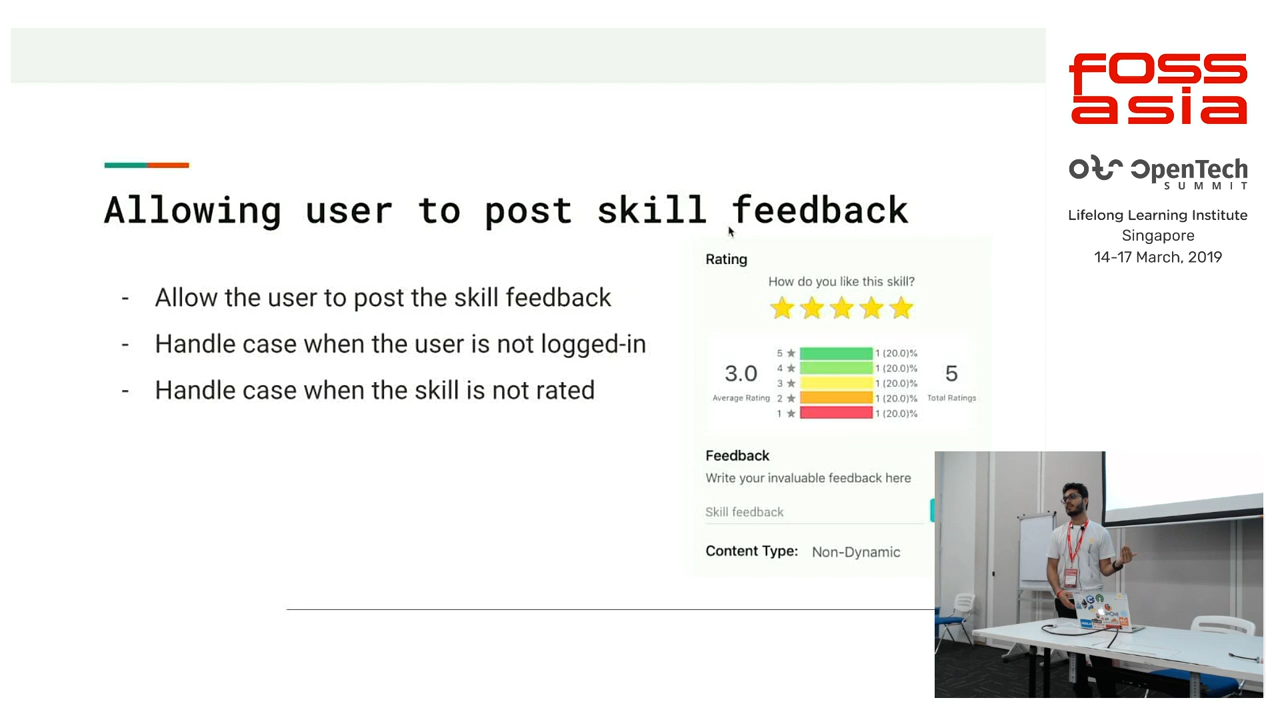 Allowing user to post skill feedback
- Allow the user to post the skill feedback
- Handle case when the user is not logged-in
- Handle case when the skill is not rated
Rating
How do you like this skill?
3.0
Average Rating
5 ★ 1 (20.0)%
4 ★ 1 (20.0)%
3 ★ 1 (20.0)%
2 ★ 1 (20.0)%
1 ★ 1 (20.0)%
5
Total Ratings
Feedback
Write your invaluable feedback here
Skill feedback
Content Type: Non-Dynamic
fOSS
asia
OpenTech
SUMMIT
Lifelong Learning Institute
Singapore
14-17 March, 2019